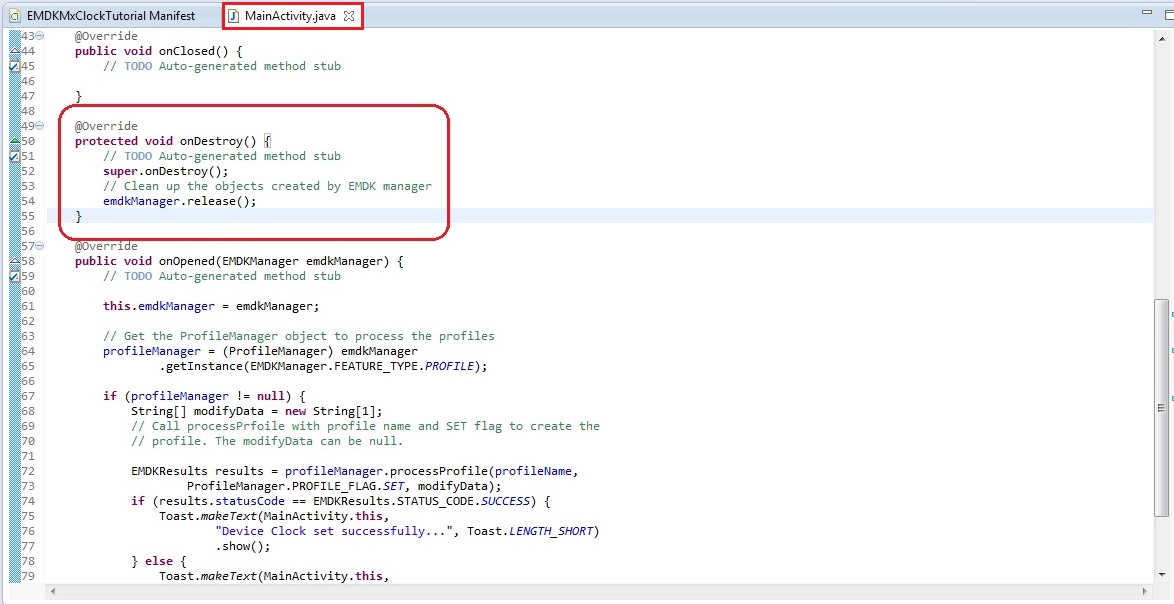 EMDKMxClockTutorial Manifest
MainActivity.java
43 @Override
44 public void onClosed() {
45 // TODO Auto-generated method stub
46
47 }
48
49 @Override
50 protected void onDestroy() {
51 // TODO Auto-generated method stub
52 super.onDestroy();
53 // Clean up the objects created by EMDK manager
54 emdkManager.release();
55 }
56
57 @Override
58 public void onOpened(EMDKManager emdkManager) {
59 // TODO Auto-generated method stub
60
61 this.emdkManager = emdkManager;
62
63 // Get the ProfileManager object to process the profiles
64 profileManager = (ProfileManager) emdkManager
65 .getInstance(EMDKManager.FEATURE_TYPE.PROFILE);
66
67 if (profileManager != null) {
68 String[] modifyData = new String[1];
69 // Call processPrfoile with profile name and SET flag to create the
70 // profile. The modifyData can be null.
71
72 EMDKResults results = profileManager.processProfile(profileName,
73 ProfileManager.PROFILE_FLAG.SET, modifyData);
74 if (results.statusCode == EMDKResults.STATUS_CODE.SUCCESS) {
75 Toast.makeText(MainActivity.this,
76 "Device Clock set successfully...", Toast.LENGTH_SHORT)
77 .show();
78 } else {
79 Toast.makeText(MainActivity.this,